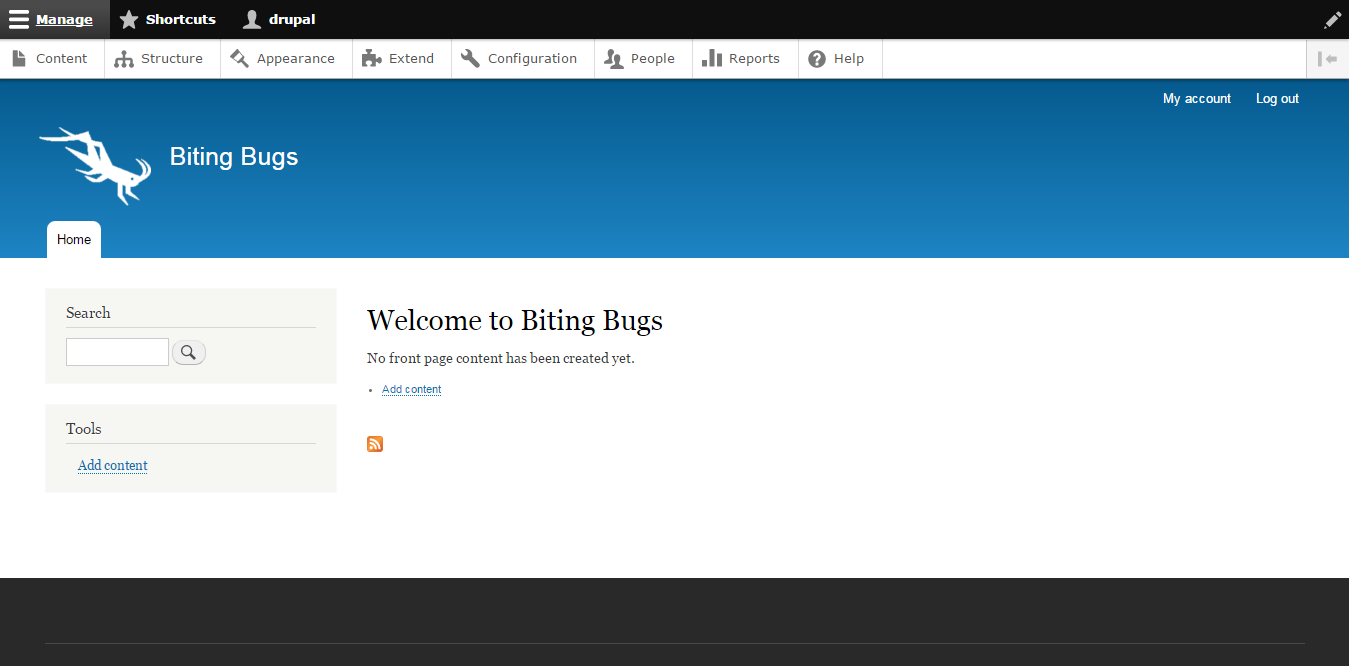 Manage Shortcuts drupal
Content Structure Appearance Extend Configuration People Reports Help
My account Log out
Biting Bugs
Home
Search
Welcome to Biting Bugs
No front page content has been created yet.
Add content
Tools
Add content